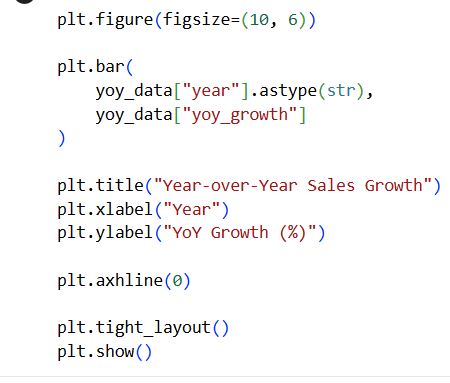 plt.figure(figsize=(10, 6))
plt.bar(
    yoy_data["year"].astype(str),
    yoy_data["yoy_growth"]
)
plt.title("Year-over-Year Sales Growth")
plt.xlabel("Year")
plt.ylabel("YoY Growth (%)")
plt.axhline(0)
plt.tight_layout()
plt.show()